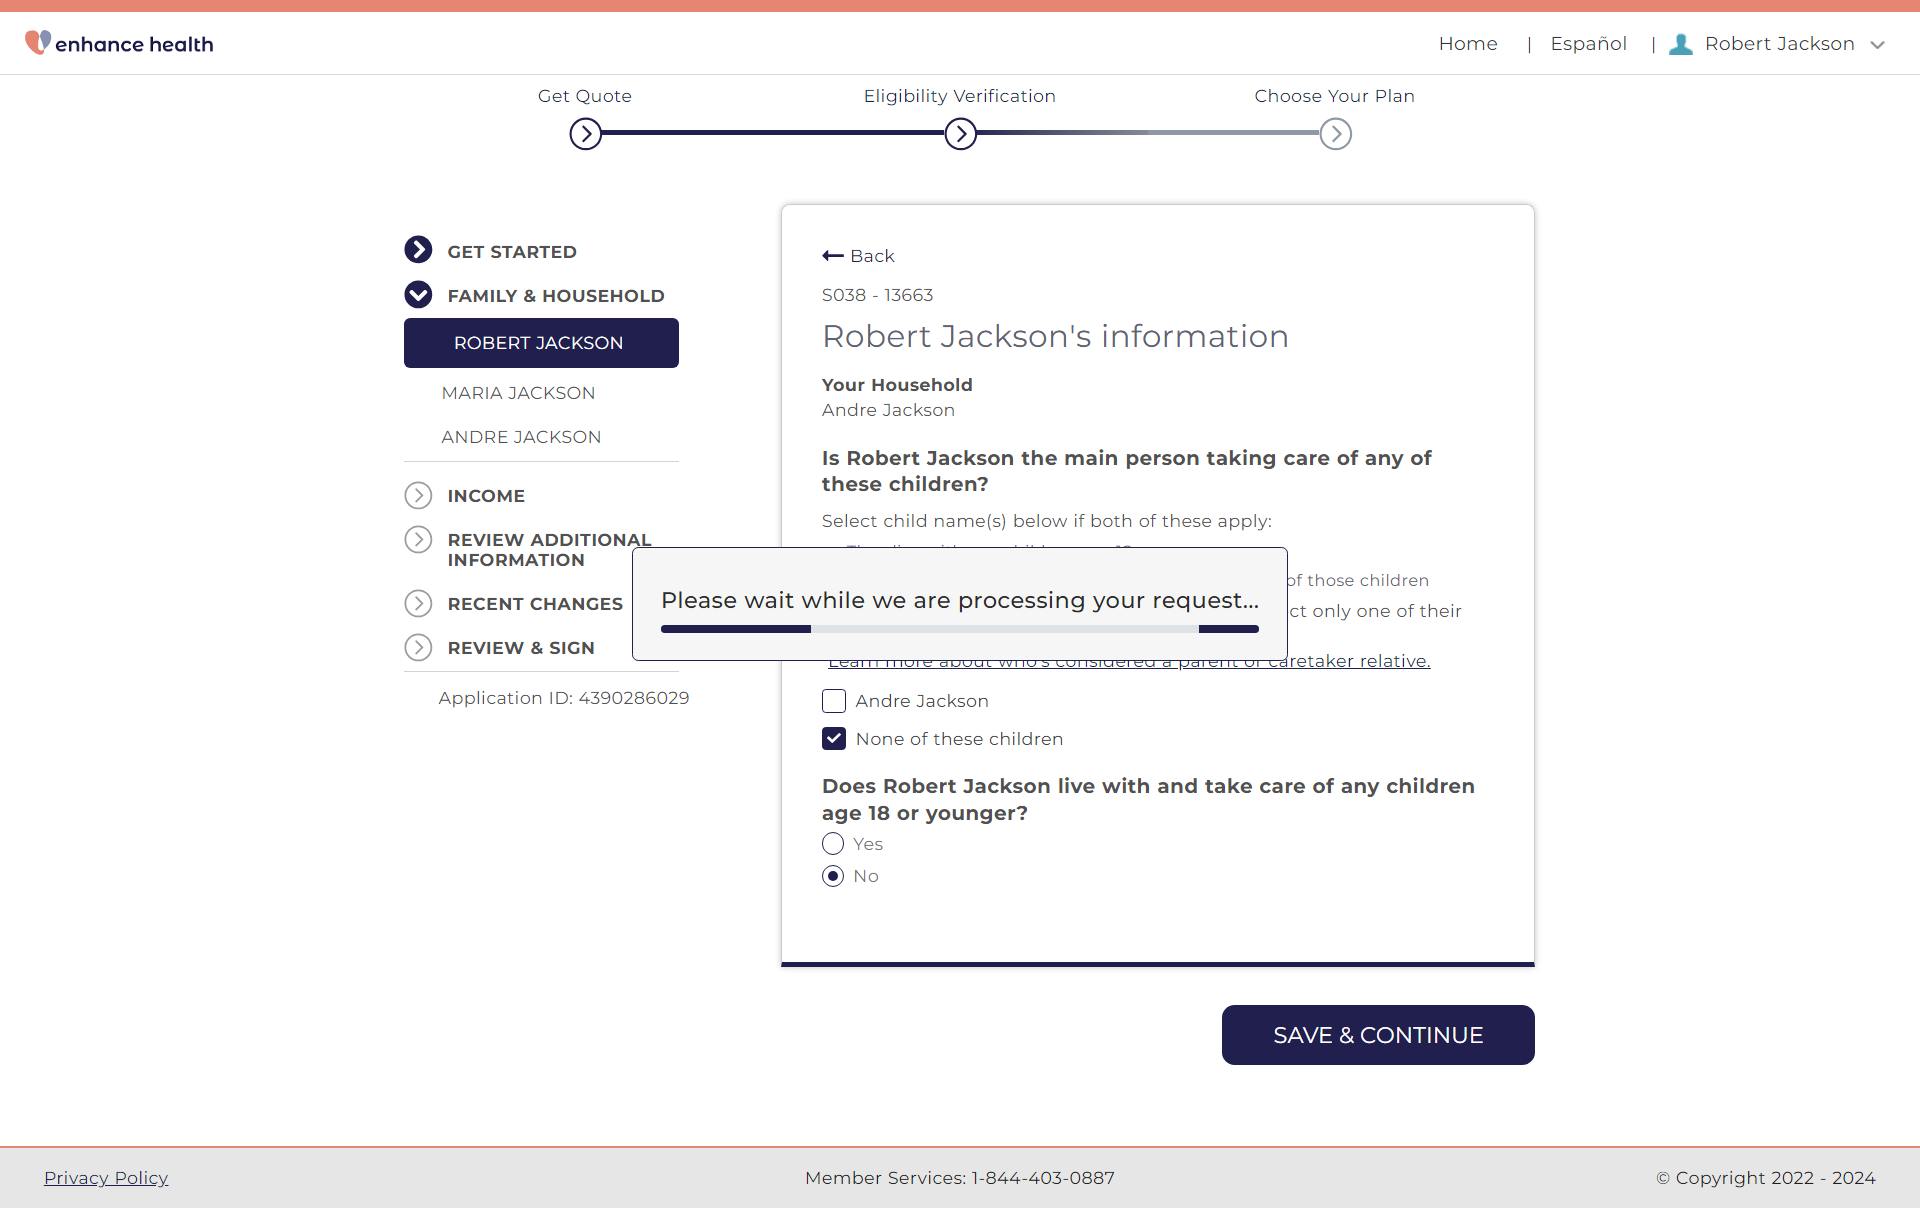 enhance health
Home | Español | Robert Jackson
Get Quote
Eligibility Verification
Choose Your Plan
GET STARTED
FAMILY & HOUSEHOLD
ROBERT JACKSON
MARIA JACKSON
ANDRE JACKSON
INCOME
REVIEW ADDITIONAL
INFORMATION
RECENT CHANGES
REVIEW & SIGN
Application ID: 4390286029
Back
S038 - 13663
Robert Jackson's information
Your Household
Andre Jackson
Is Robert Jackson the main person taking care of any of
these children?
Select child name(s) below if both of these apply:
of those children
only one of their
Please wait while we are processing your request...
Learn more about who's considered a parent or caretaker relative.
Andre Jackson
None of these children
Does Robert Jackson live with and take care of any children
age 18 or younger?
Yes
No
SAVE & CONTINUE
Privacy Policy
Member Services: 1-844-403-0887
© Copyright 2022 - 2024